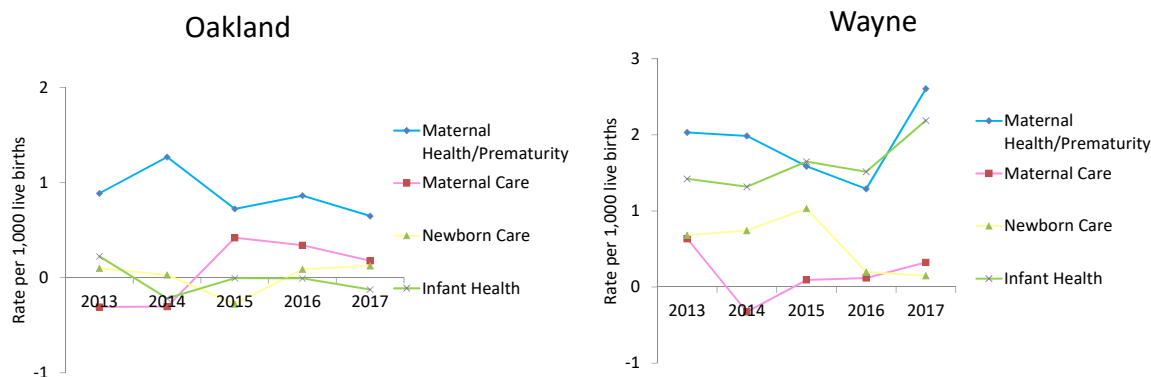 Oakland
Rate per 1,000 live births
2
1
0
-1
2013 2014 2015 2016 2017
Maternal
Health/Prematurity
Maternal Care
Newborn Care
Infant Health
Wayne
Rate per 1,000 live births
3
2
1
0
-1
2013 2014 2015 2016 2017
Maternal
Health/Prematurity
Maternal Care
Newborn Care
Infant Health